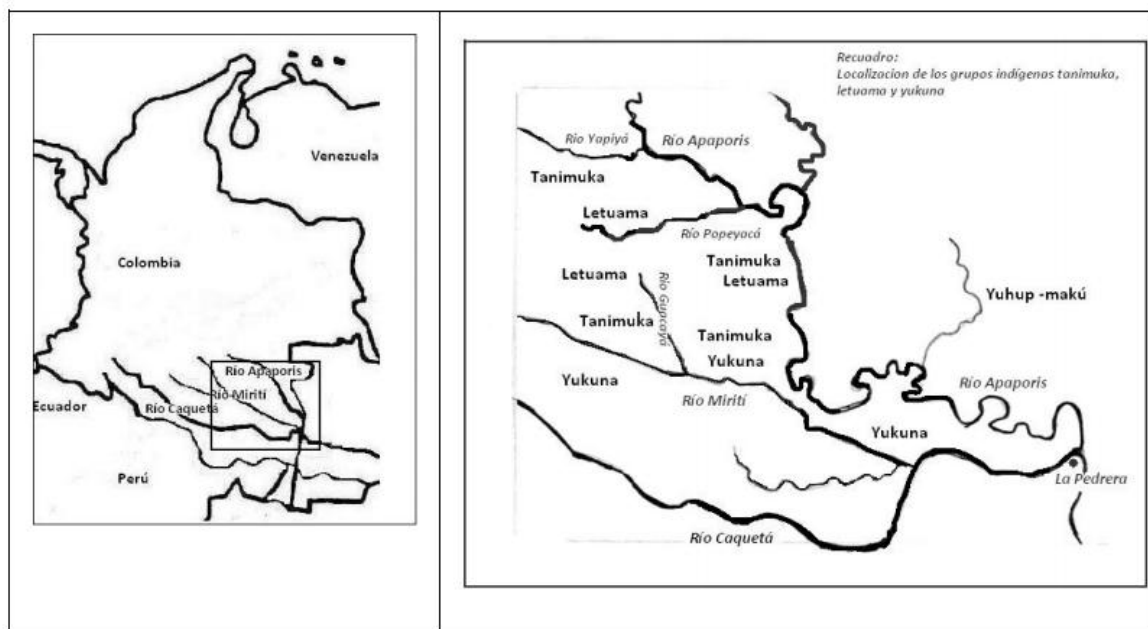 Venezuela
Colombia
Río Apaporis
Río Mirití
Río Caquetá
Ecuador
Perú
Recuadro:
Localizacion de los grupos indígenas tanimuka,
letuama y yukuna
Río Yapiyá
Río Apaporis
Tanimuka
Letuama
Río Popeyacá
Tanimuka
Letuama
Letuama
Río Guacayá
Yuhup -makú
Tanimuka
Tanimuka
Yukuna
Yukuna
Río Mirití
Río Apaporis
Yukuna
La Pedrera
Río Caquetá